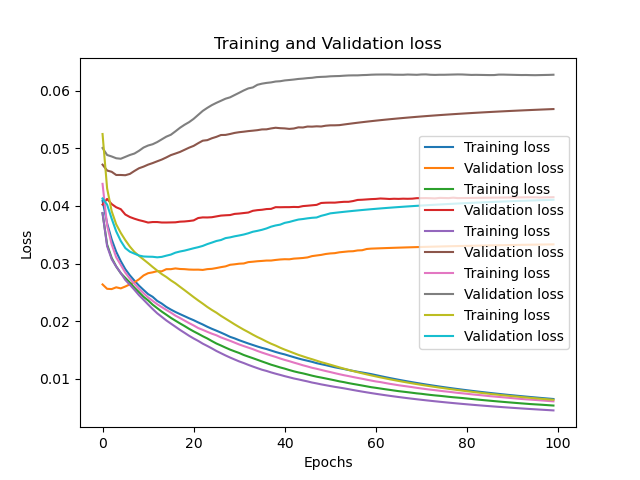 Training and Validation loss
Loss
0.06
0.05
0.04
0.03
0.02
0.01
Training loss
Validation loss
Training loss
Validation loss
Training loss
Validation loss
Training loss
Validation loss
Training loss
Validation loss
0 20 40 60 80 100
Epochs